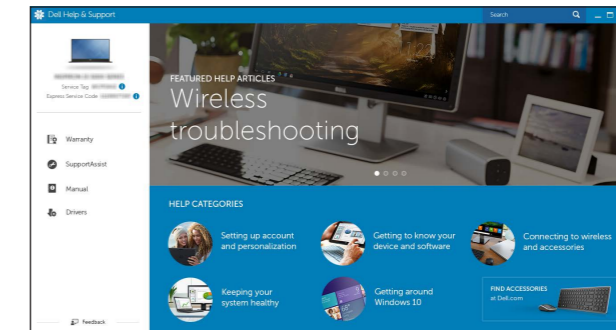 Dell Help & Support
Search
Service Tag:
Express Service Code:
Warranty
SupportAssist
Manual
Drivers
Feedback
FEATURED HELP ARTICLES
Wireless
troubleshooting
HELP CATEGORIES
Setting up account
and personalization
Getting to know your
device and software
Connecting to wireless
and accessories
Keeping your
system healthy
Getting around
Windows 10
FIND ACCESSORIES
at Dell.com